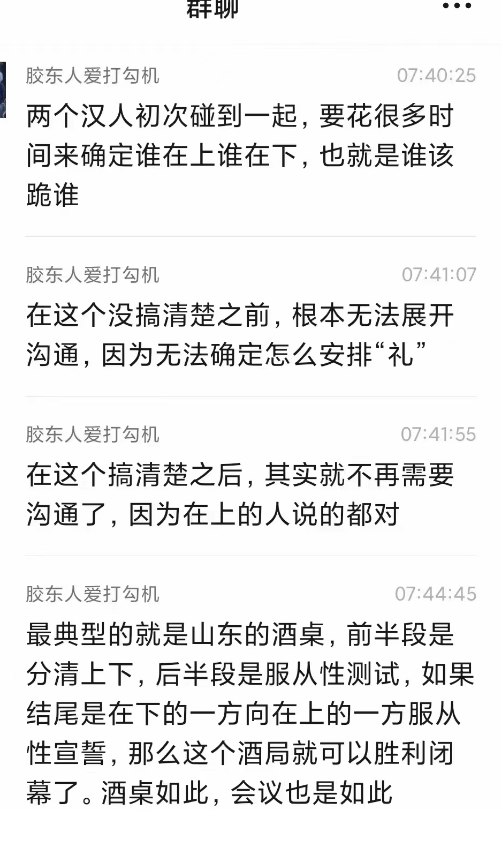 群聊
胶东人爱打勾机 07:40:25
两个汉人初次碰到一起，要花很多时
间来确定谁在上谁在下，也就是谁该
跪谁
胶东人爱打勾机 07:41:07
在这个没搞清楚之前，根本无法展开
沟通，因为无法确定怎么安排“礼”
胶东人爱打勾机 07:41:55
在这个搞清楚之后，其实就不再需要
沟通了，因为在上的人说的都对
胶东人爱打勾机 07:44:45
最典型的就是山东的酒桌，前半段是
分清上下，后半段是服从性测试，如果
结尾是在下的一方向在上的一方服从
性宣誓，那么这个酒局就可以胜利闭
幕了。酒桌如此，会议也是如此